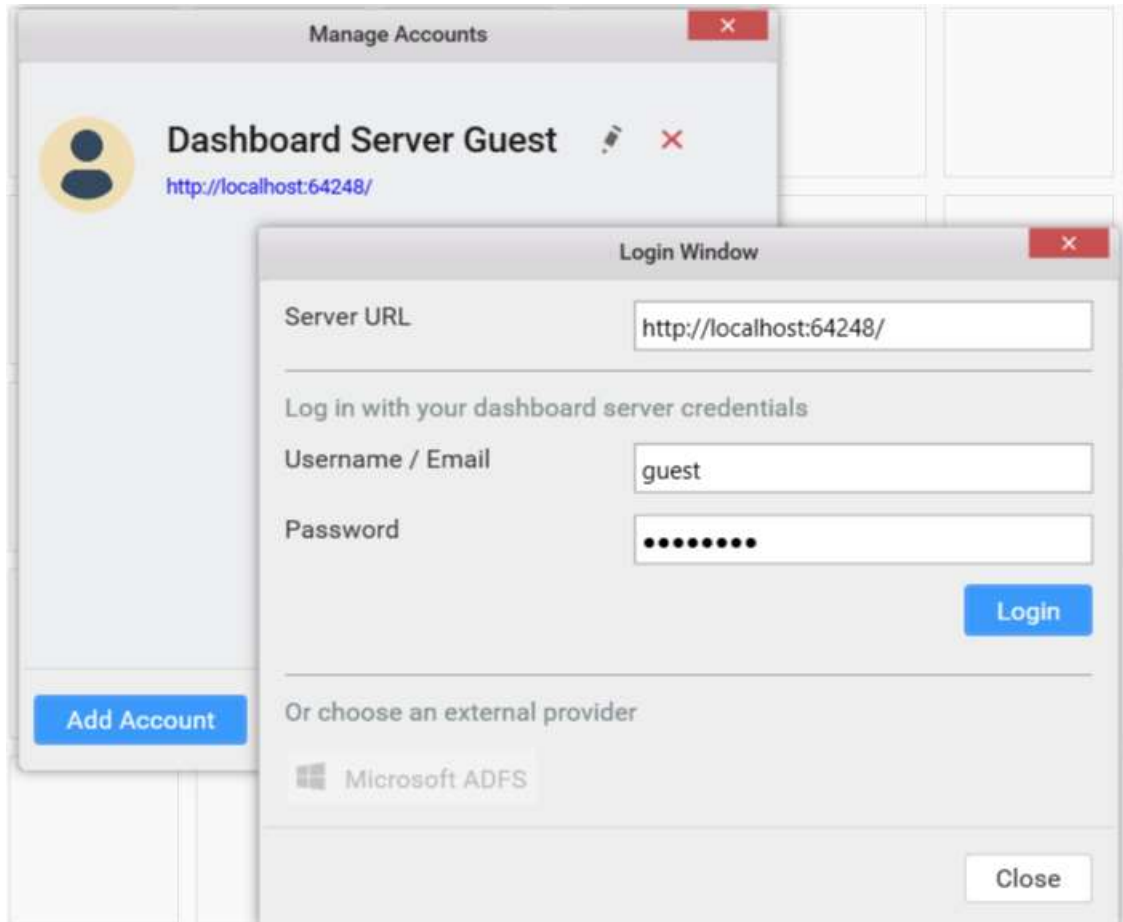 Manage Accounts
Dashboard Server Guest
http://localhost:64248/
Login Window
Server URL
http://localhost:64248/
Log in with your dashboard server credentials
Username / Email
guest
Password
Login
Or choose an external provider
Microsoft ADFS
Close
Add Account